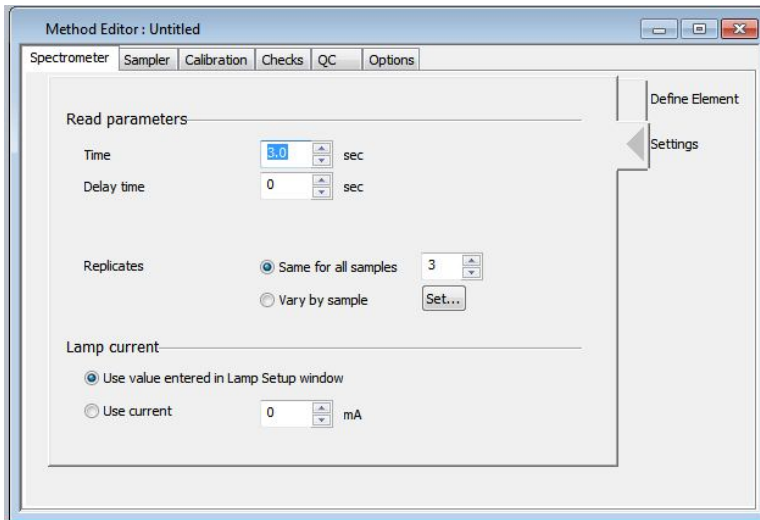 Method Editor : Untitled
Spectrometer Sampler Calibration Checks QC Options
Define Element
Settings
Read parameters
Time 3.0 sec
Delay time 0 sec
Replicates Same for all samples 3
Vary by sample Set...
Lamp current
Use value entered in Lamp Setup window
Use current 0 mA